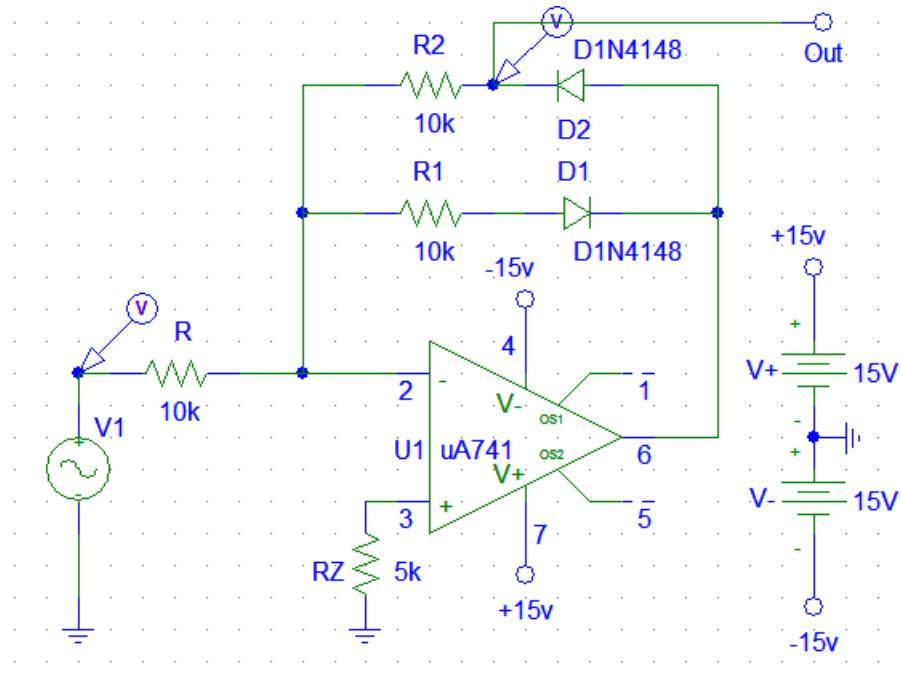 V
R2
D1N4148
Out
10k
D2
R1
D1
10k
D1N4148
-15v
+15v
V
R
4
+
2
-
V-
OS1
1
V+
15V
10k
-
V1
+
U1
uA741
OS2
6
+
V+
V-
15V
-
3
+
5
-
7
RZ
5k
+15v
-15v